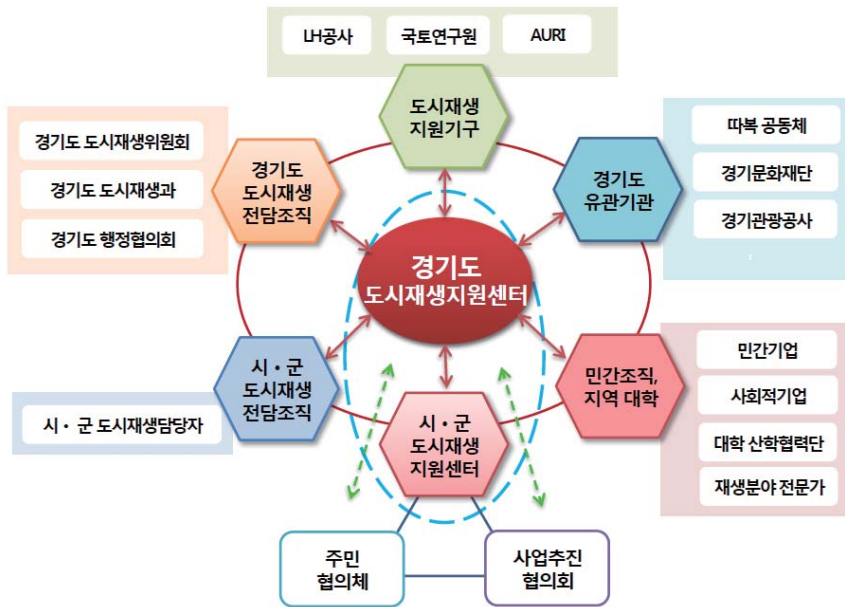 LH공사
국토연구원
AURI
도시재생
지원기구
경기도 도시재생위원회
경기도 도시재생과
경기도 행정협의회
경기도
도시재생
전담조직
경기도
유관기관
따복 공동체
경기문화재단
경기관광공사
경기도
도시재생지원센터
시・군
도시재생
전담조직
시・ 군 도시재생담당자
시・군
도시재생
지원센터
민간조직,
지역 대학
민간기업
사회적기업
대학 산학협력단
재생분야 전문가
주민
협의체
사업추진
협의회